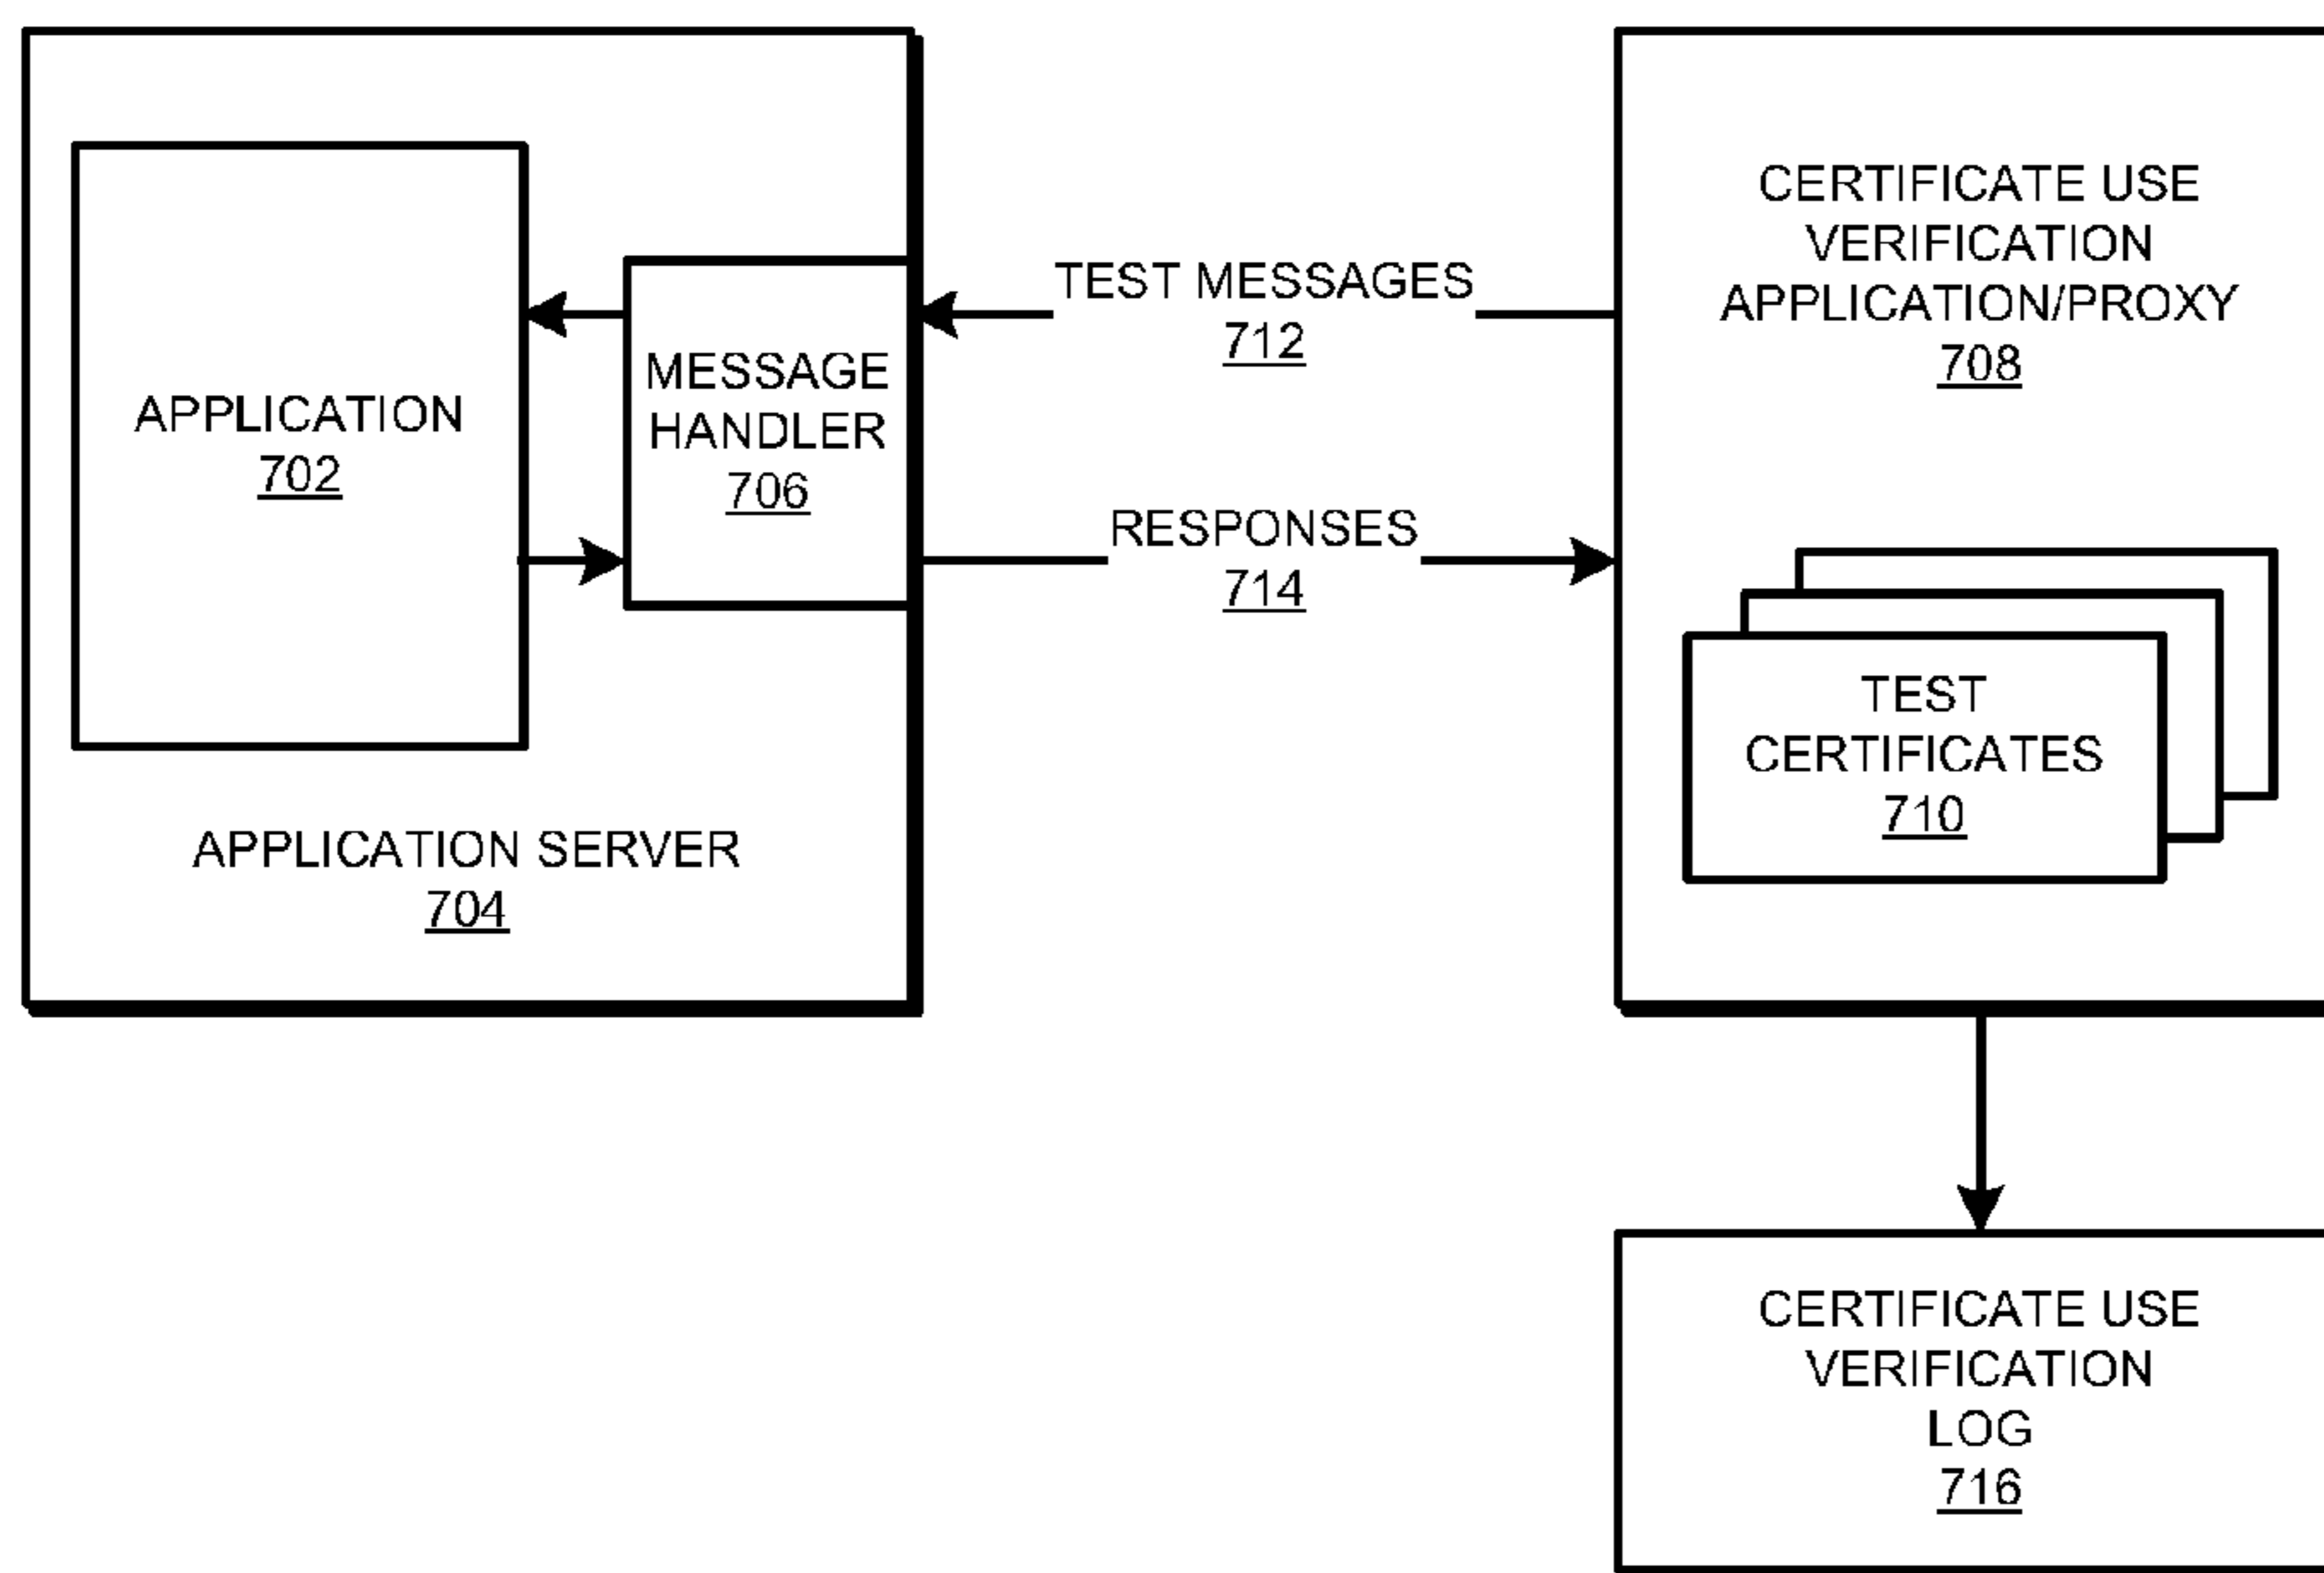 APPLICATION
702
MESSAGE
HANDLER
706
APPLICATION SERVER
704
TEST MESSAGES
712
RESPONSES
714
CERTIFICATE USE
VERIFICATION
APPLICATION/PROXY
708
TEST
CERTIFICATES
710
CERTIFICATE USE
VERIFICATION
LOG
716